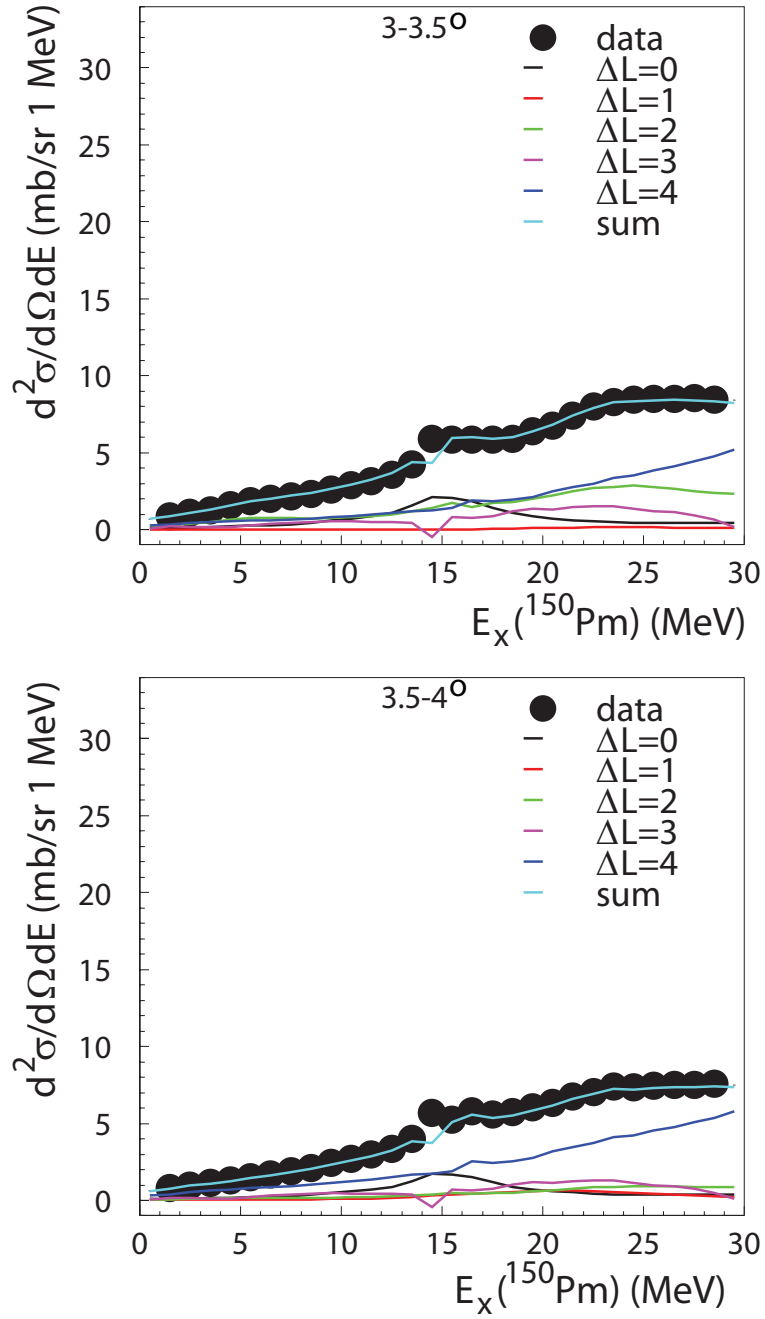 3-3.5°
data
ΔL=0
ΔL=1
ΔL=2
ΔL=3
ΔL=4
sum
d²σ/dΩdE (mb/sr 1 MeV)
30
25
20
15
10
5
0
0 5 10 15 20 25 30
Eₓ(¹⁵⁰Pm) (MeV)
3.5-4°
data
ΔL=0
ΔL=1
ΔL=2
ΔL=3
ΔL=4
sum
d²σ/dΩdE (mb/sr 1 MeV)
30
25
20
15
10
5
0
0 5 10 15 20 25 30
Eₓ(¹⁵⁰Pm) (MeV)